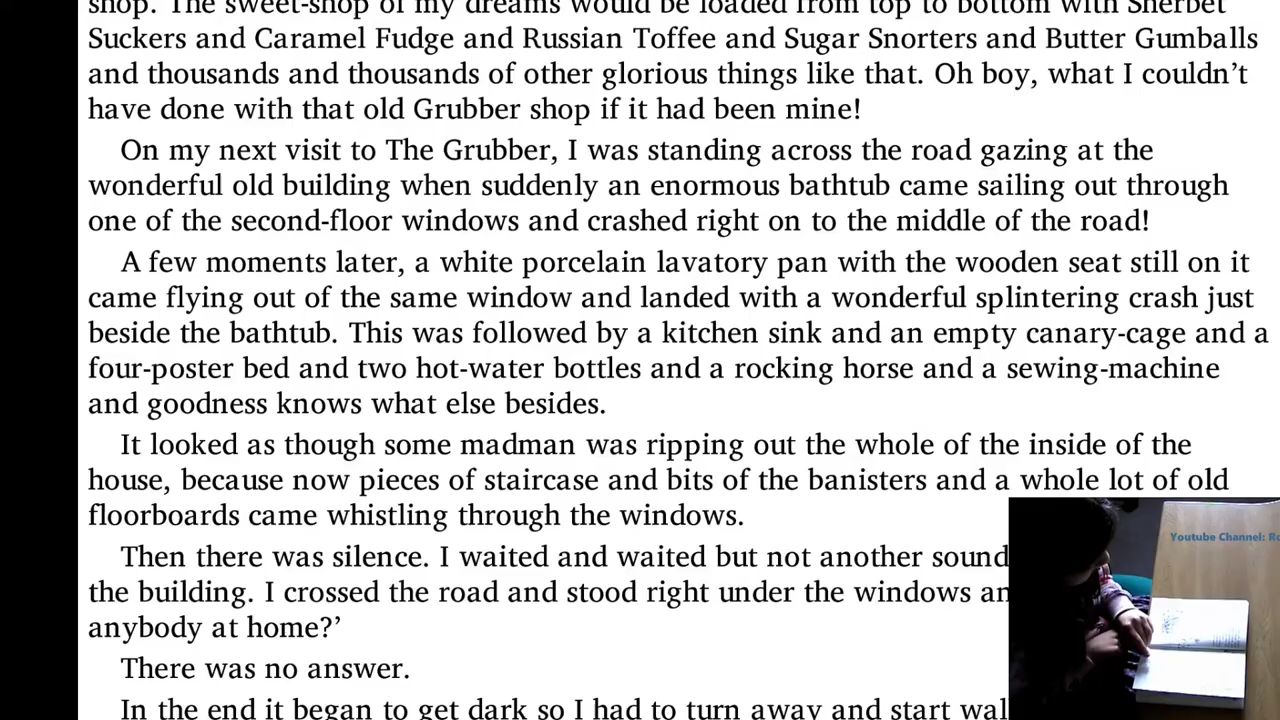 shop. The sweet-shop of my dreams would be loaded from top to bottom with Sherbet
Suckers and Caramel Fudge and Russian Toffee and Sugar Snorters and Butter Gumballs
and thousands and thousands of other glorious things like that. Oh boy, what I couldn’t
have done with that old Grubber shop if it had been mine!
On my next visit to The Grubber, I was standing across the road gazing at the
wonderful old building when suddenly an enormous bathtub came sailing out through
one of the second-floor windows and crashed right on to the middle of the road!
A few moments later, a white porcelain lavatory pan with the wooden seat still on it
came flying out of the same window and landed with a wonderful splintering crash just
beside the bathtub. This was followed by a kitchen sink and an empty canary-cage and a
four-poster bed and two hot-water bottles and a rocking horse and a sewing-machine
and goodness knows what else besides.
It looked as though some madman was ripping out the whole of the inside of the
house, because now pieces of staircase and bits of the banisters and a whole lot of old
floorboards came whistling through the windows.
Then there was silence. I waited and waited but not another sound
the building. I crossed the road and stood right under the windows an
anybody at home?’
There was no answer.
In the end it began to get dark so I had to turn away and start wal
Youtube Channel: Ro